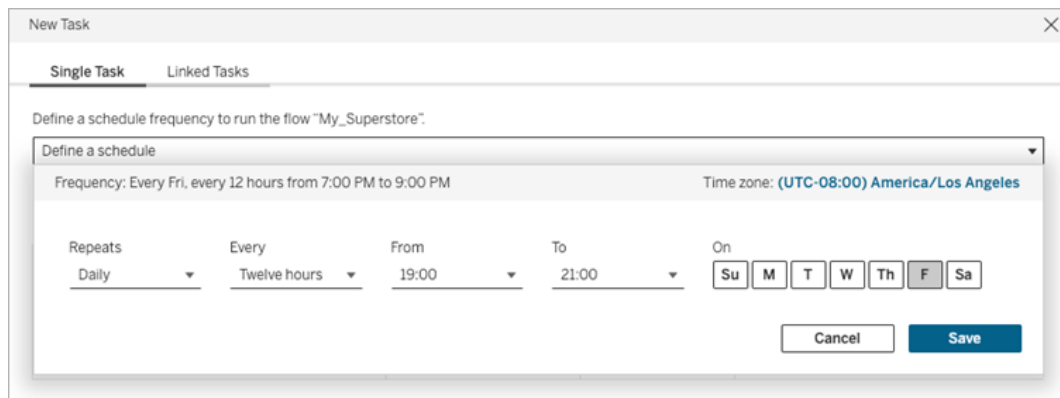 New Task
Single Task Linked Tasks
Define a schedule frequency to run the flow "My_Superstore".
Define a schedule
Frequency: Every Fri, every 12 hours from 7:00 PM to 9:00 PM Time zone: (UTC-08:00) America/Los Angeles
Repeats Every From To On
Daily Twelve hours 19:00 21:00 Su M T W Th F Sa
Cancel Save